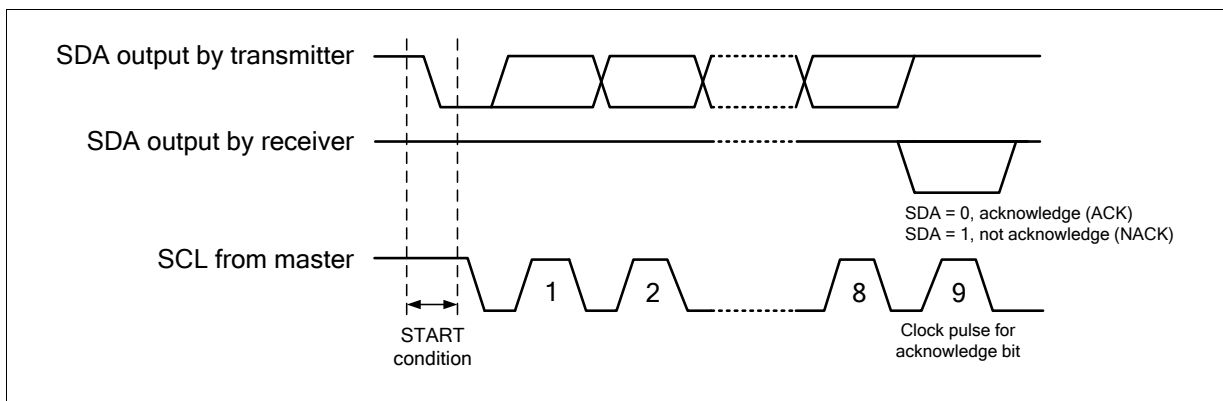 SDA output by transmitter
SDA output by receiver
SDA = 0, acknowledge (ACK)
SDA = 1, not acknowledge (NACK)
SCL from master
1
2
8
9
START
condition
Clock pulse for
acknowledge bit